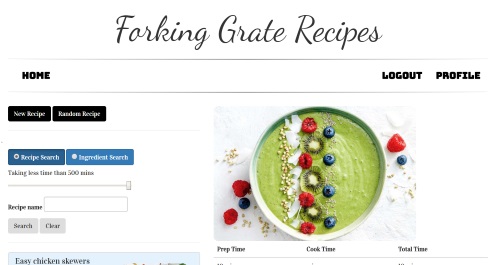 Forking Grate Recipes
HOME LOGOUT PROFILE
New Recipe Random Recipe
Recipe Search Ingredient Search
Taking less time than 500 mins
Recipe name
Search Clear
Easy chicken skewers
Prep Time Cook Time Total Time